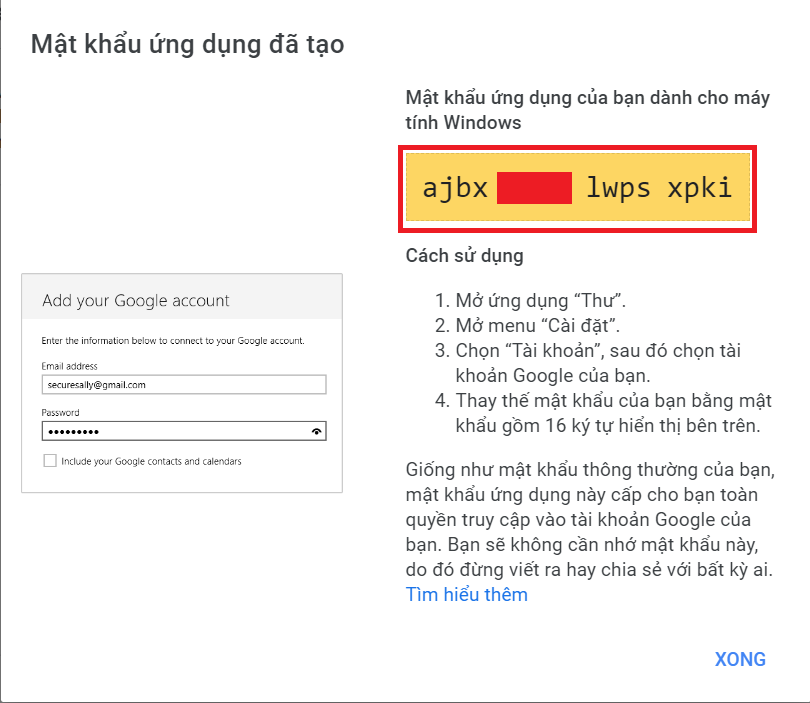 Mật khẩu ứng dụng đã tạo
Mật khẩu ứng dụng của bạn dành cho máy
tính Windows
ajbx lwps xpki
Cách sử dụng
1. Mở ứng dụng “Thư”.
2. Mở menu “Cài đặt”.
3. Chọn “Tài khoản”, sau đó chọn tài
khoản Google của bạn.
4. Thay thế mật khẩu của bạn bằng mật
khẩu gồm 16 ký tự hiển thị bên trên.
Giống như mật khẩu thông thường của bạn,
mật khẩu ứng dụng này cấp cho bạn toàn
quyền truy cập vào tài khoản Google của
bạn. Bạn sẽ không cần nhớ mật khẩu này,
do đó đừng viết ra hay chia sẻ với bất kỳ ai.
Tìm hiểu thêm
Add your Google account
Enter the information below to connect to your Google account.
Email address
securesally@gmail.com
Password
•••••••••
Include your Google contacts and calendars
XONG